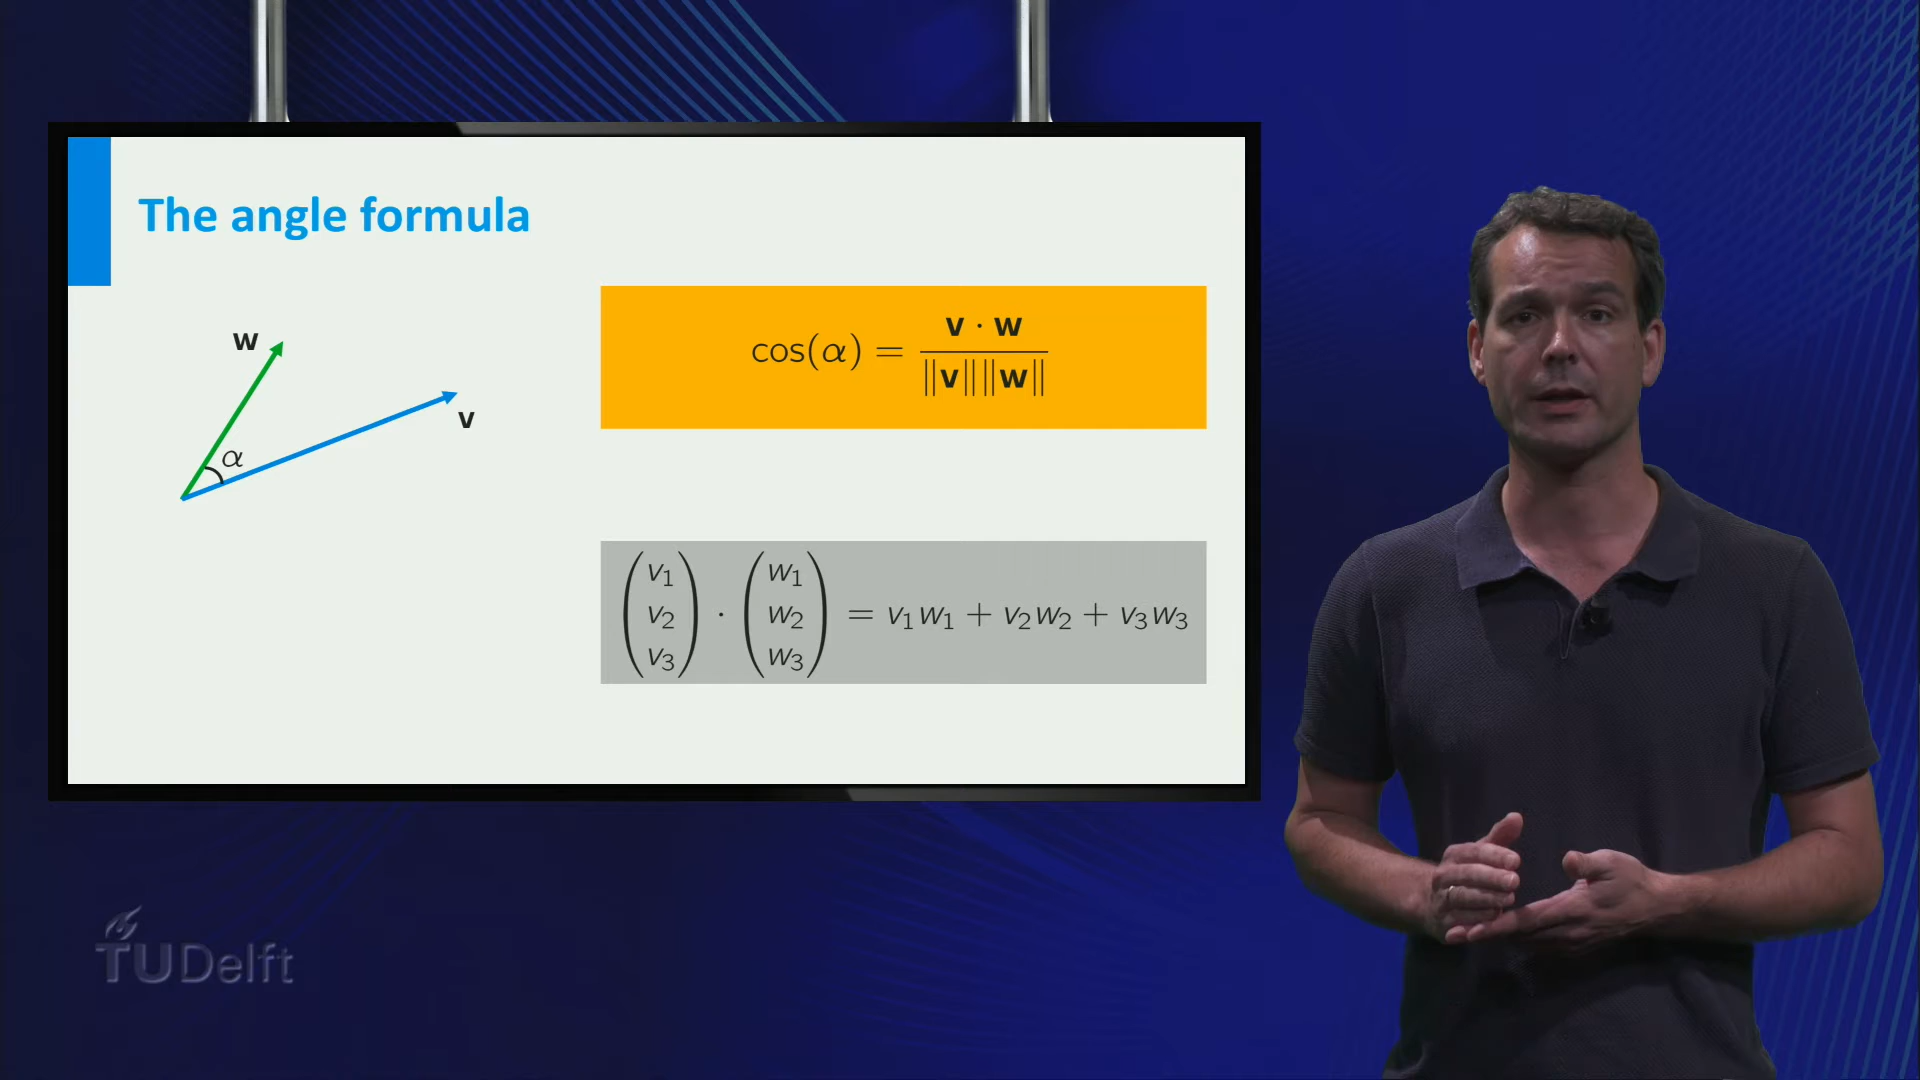 The angle formula
w
v
α
cos(α) = v · w / ‖v‖‖w‖
(v₁ v₂ v₃) · (w₁ w₂ w₃) = v₁w₁ + v₂w₂ + v₃w₃
TUDelft